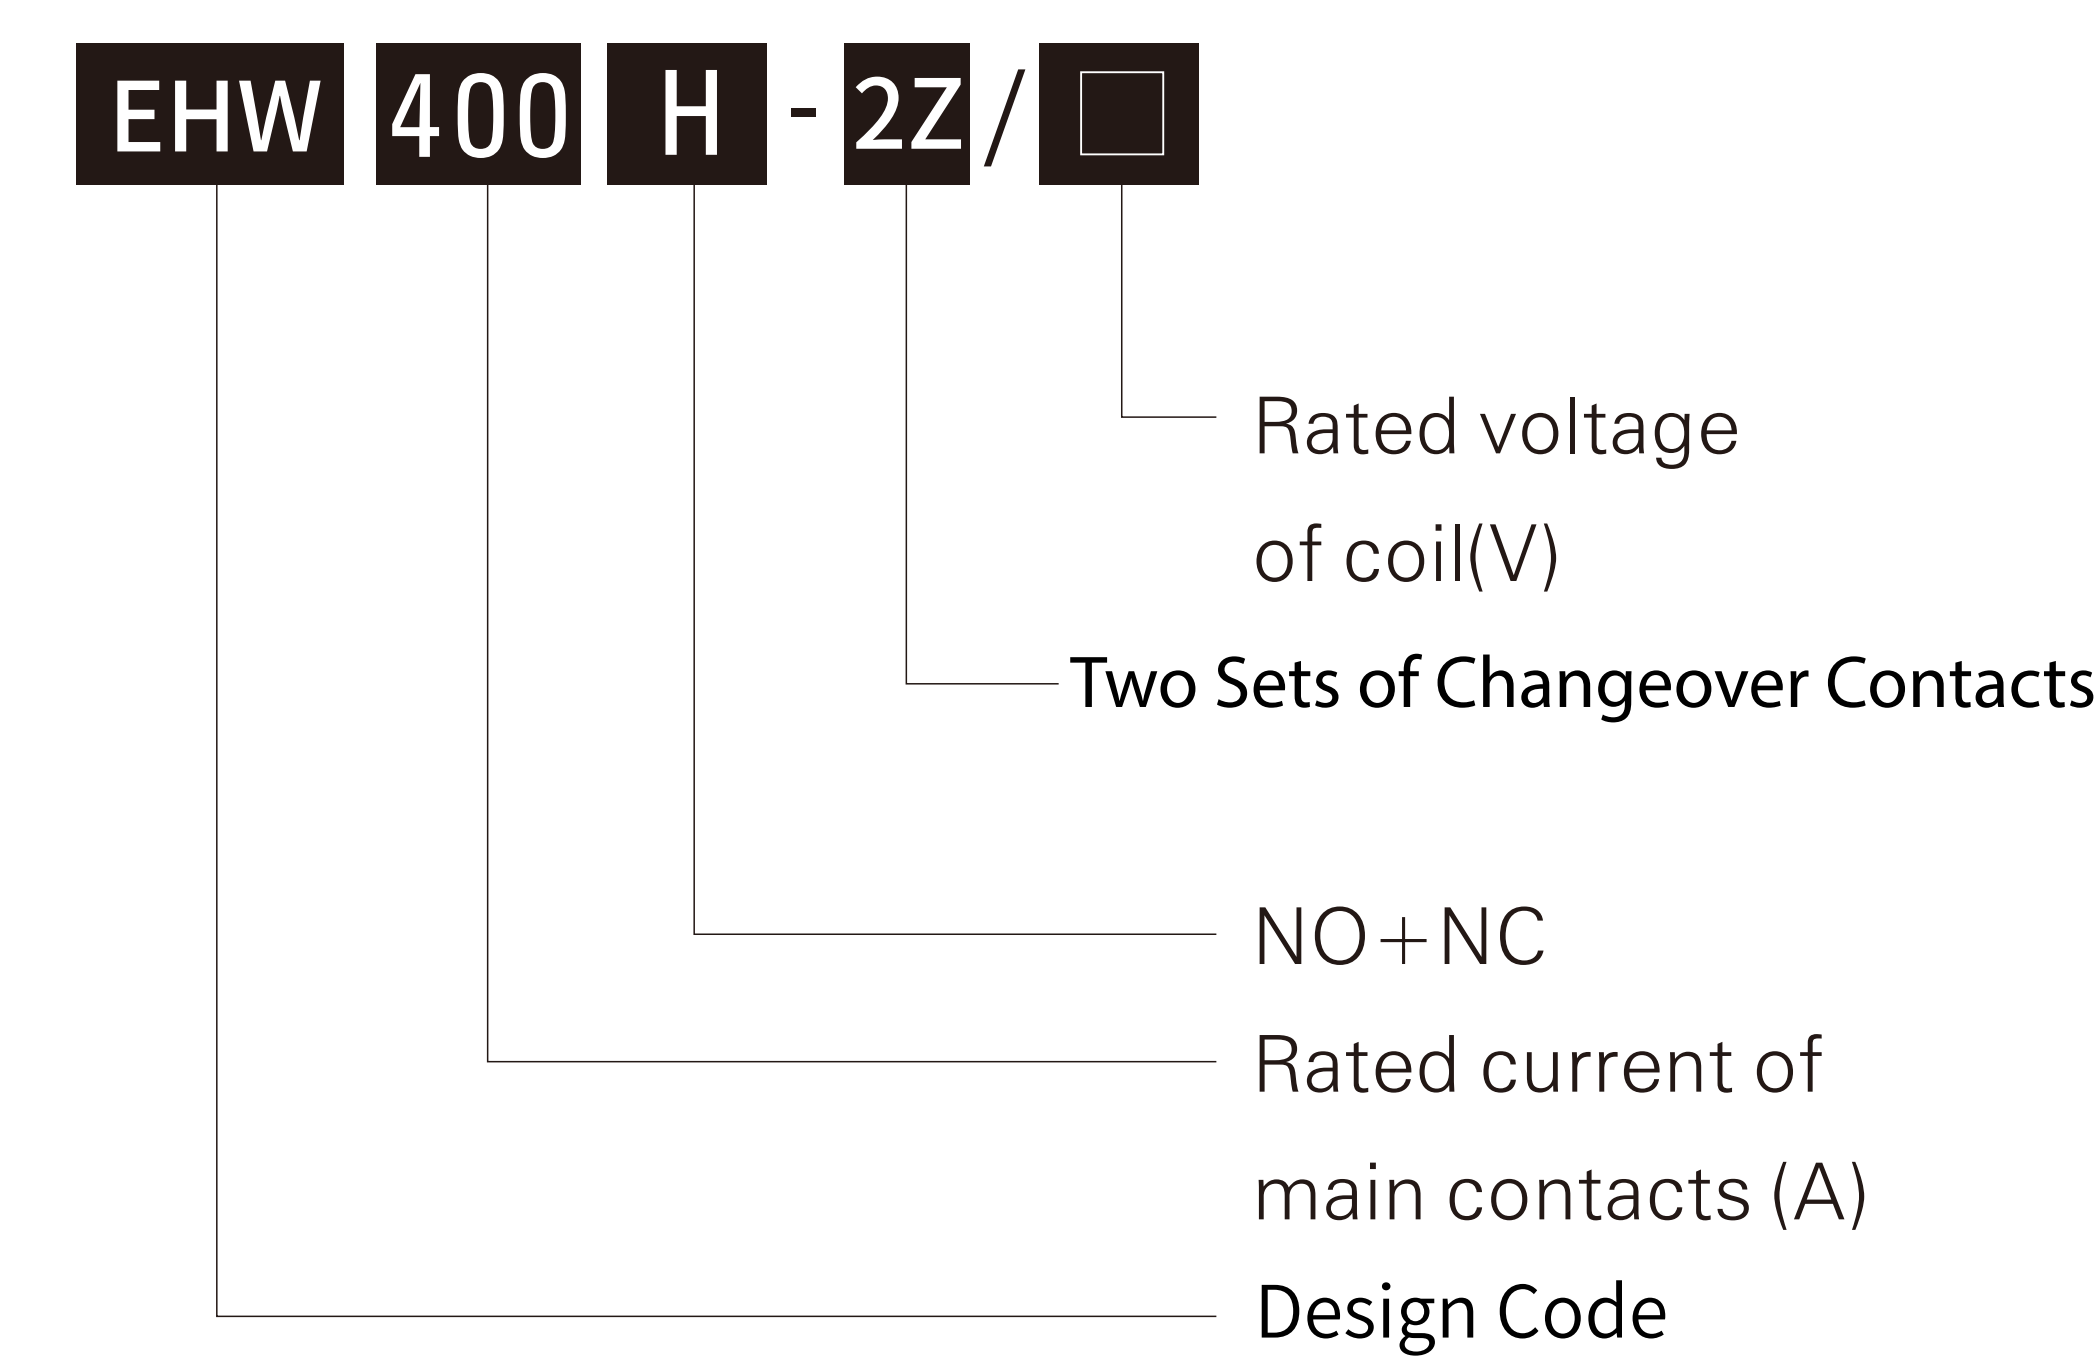 EHW 400 H - 2Z / □
Rated voltage
of coil(V)
Two Sets of Changeover Contacts
NO+NC
Rated current of
main contacts (A)
Design Code